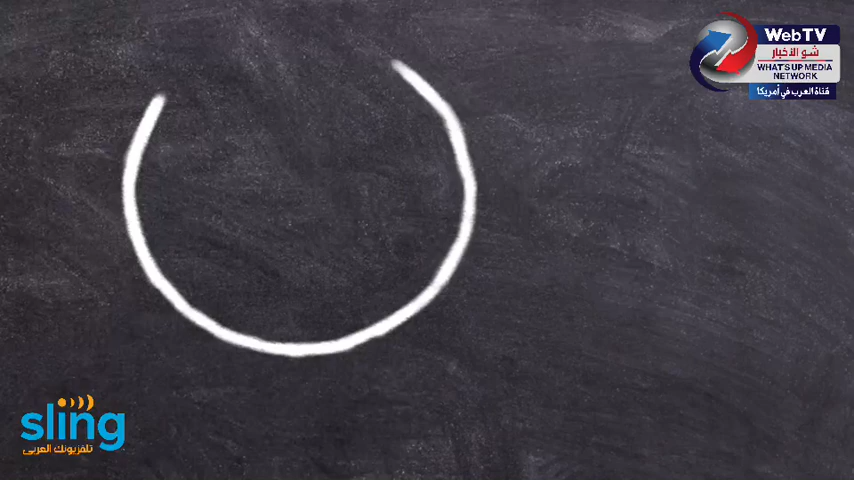 WebTV
شو الأخبار
WHAT'S UP MEDIA
NETWORK
قناة العرب في أمريكا
sling
تلفزيونك العربي